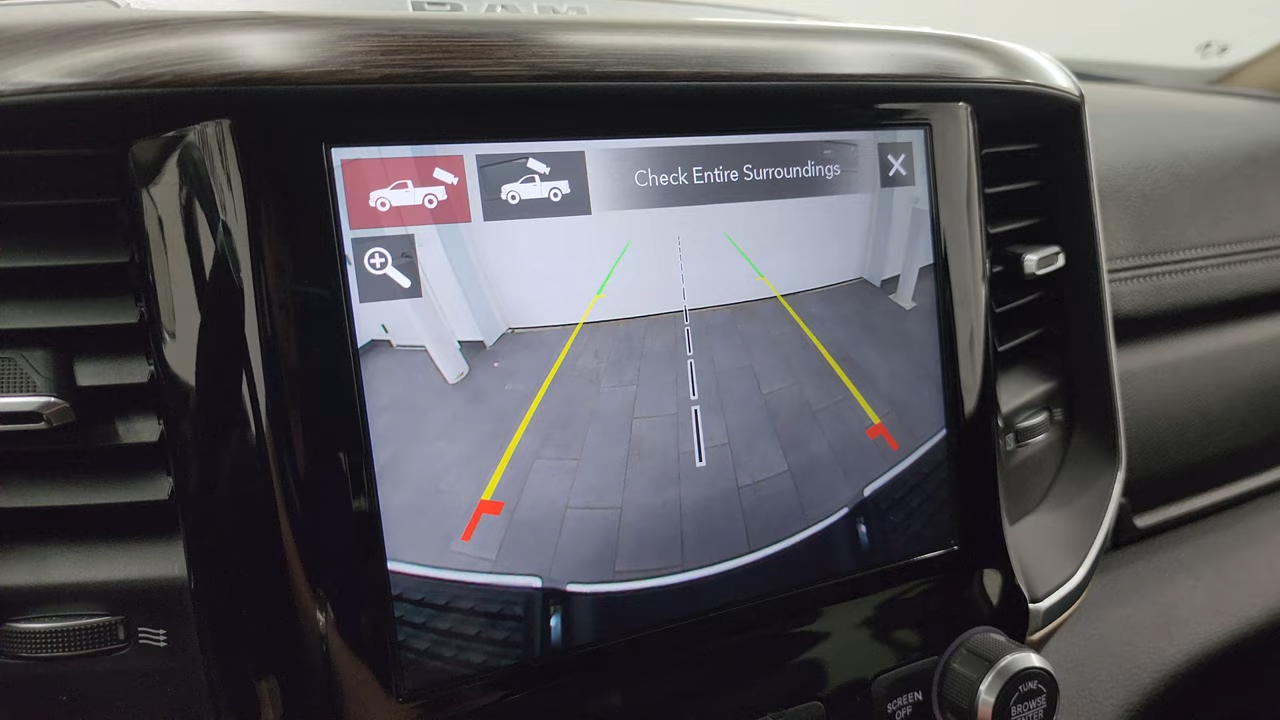 RAM
Check Entire Surroundings
X
SCREEN
OFF
TUNE
BROWSE
ENTER